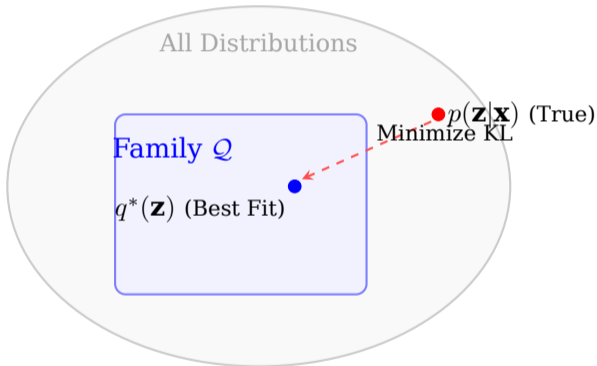 All Distributions
p(z|x) (True)
Minimize KL
Family 𝒬
q*(z) (Best Fit)